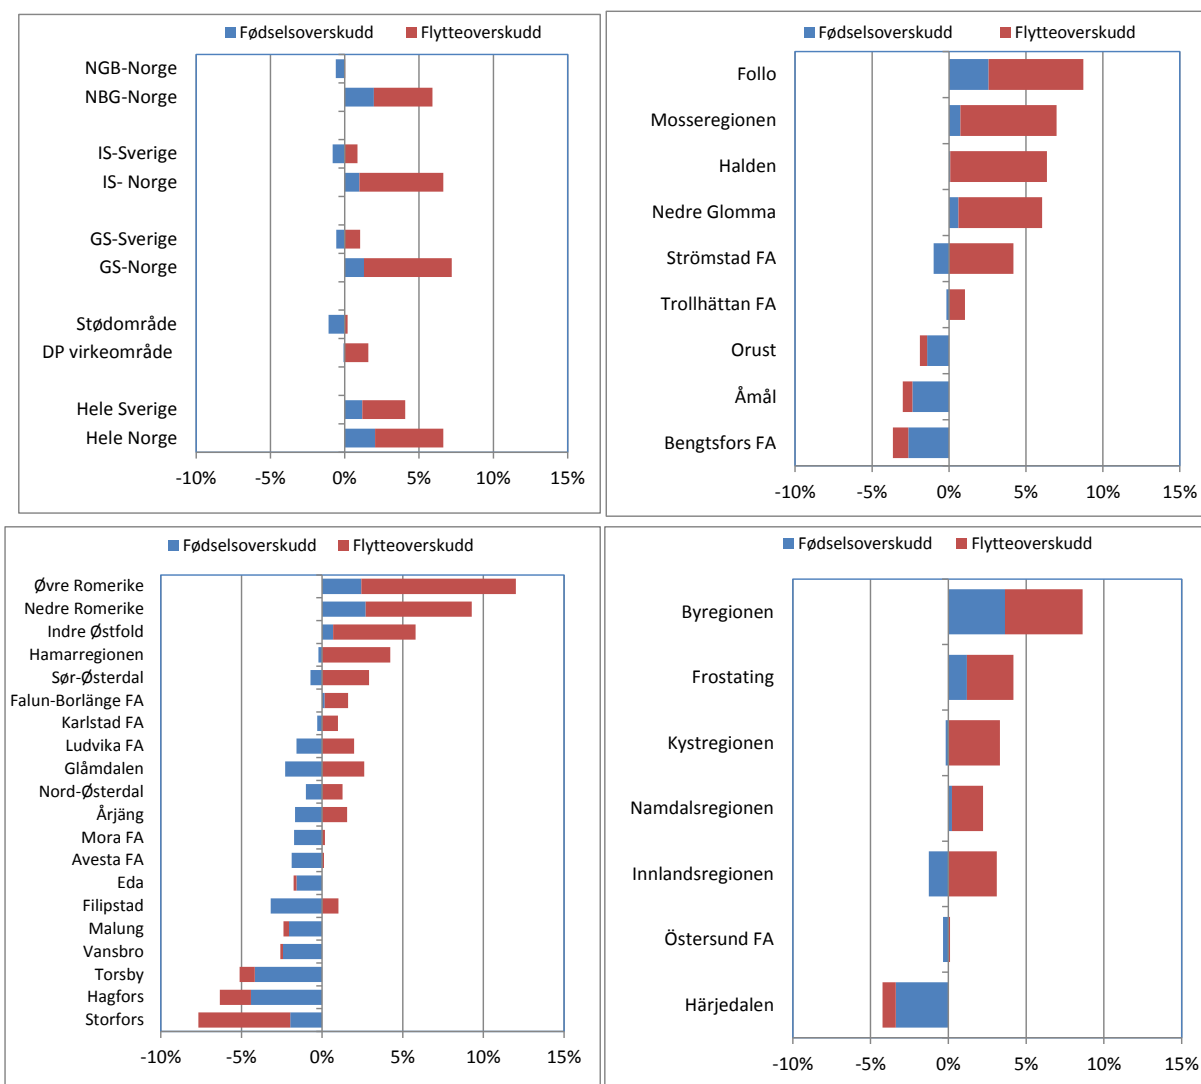 Fødselsoverskudd Flytteoverskudd
NGB-Norge
NBG-Norge
IS-Sverige
IS- Norge
GS-Sverige
GS-Norge
Stødområde
DP virkeområde
Hele Sverige
Hele Norge
-10% -5% 0% 5% 10% 15%
Fødselsoverskudd Flytteoverskudd
Follo
Mosseregionen
Halden
Nedre Glomma
Strömstad FA
Trollhättan FA
Orust
Åmål
Bengtsfors FA
-10% -5% 0% 5% 10% 15%
Fødselsoverskudd Flytteoverskudd
Øvre Romerike
Nedre Romerike
Indre Østfold
Hamarregionen
Sør-Østerdal
Falun-Borlänge FA
Karlstad FA
Ludvika FA
Glåmdalen
Nord-Østerdal
Årjäng
Mora FA
Avesta FA
Eda
Filipstad
Malung
Vansbro
Torsby
Hagfors
Storfors
-10% -5% 0% 5% 10% 15%
Fødselsoverskudd Flytteoverskudd
Byregionen
Frostating
Kystregionen
Namdalsregionen
Innlandsregionen
Östersund FA
Härjedalen
-10% -5% 0% 5% 10% 15%